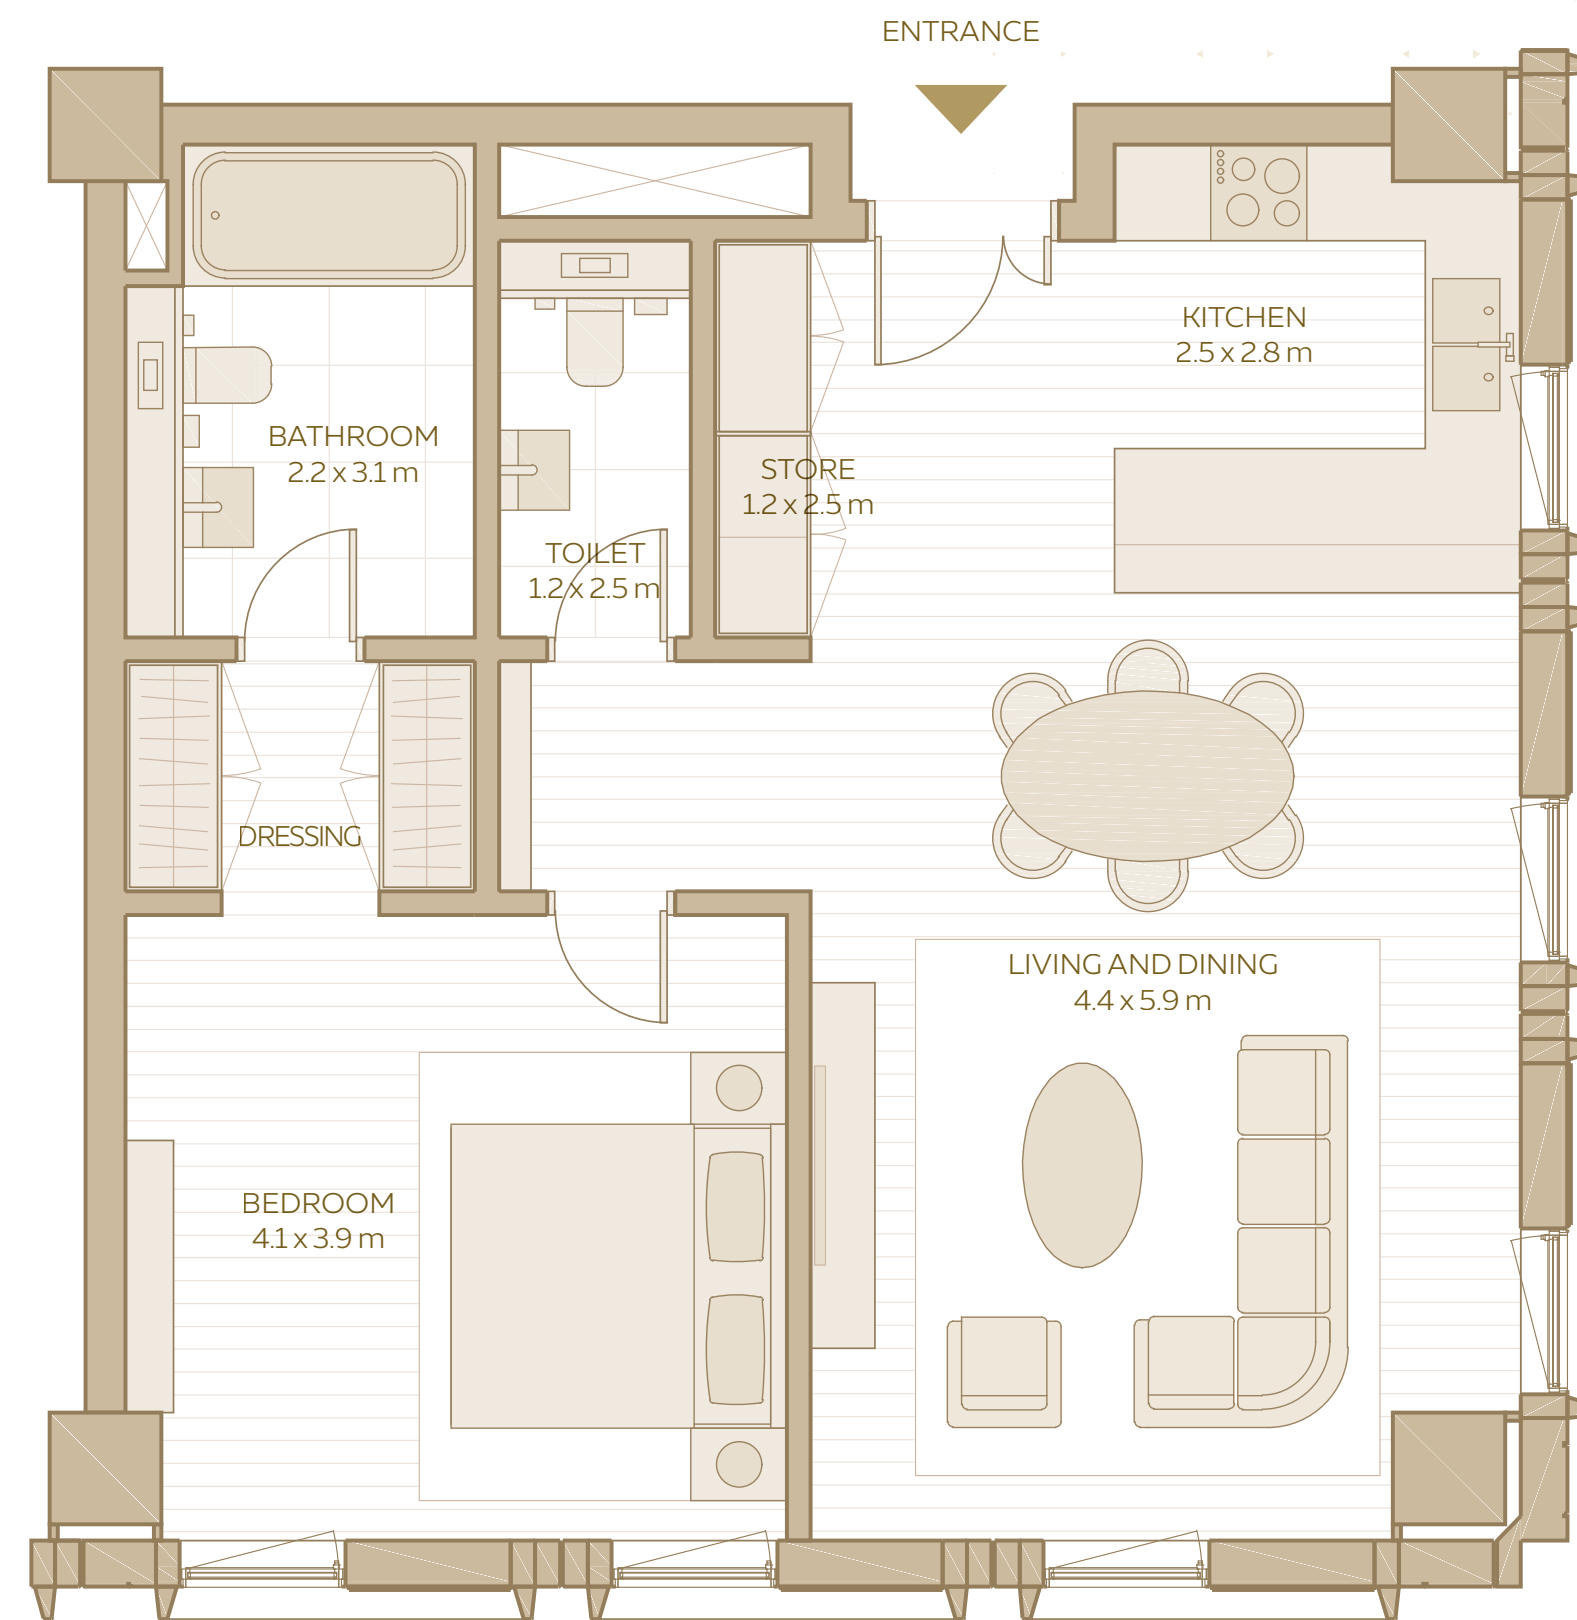 ENTRANCE
KITCHEN
2.5 x 2.8 m
BATHROOM
2.2 x 3.1 m
STORE
1.2 x 2.5 m
TOILET
1.2 x 2.5 m
DRESSING
LIVING AND DINING
4.4 x 5.9 m
BEDROOM
4.1 x 3.9 m